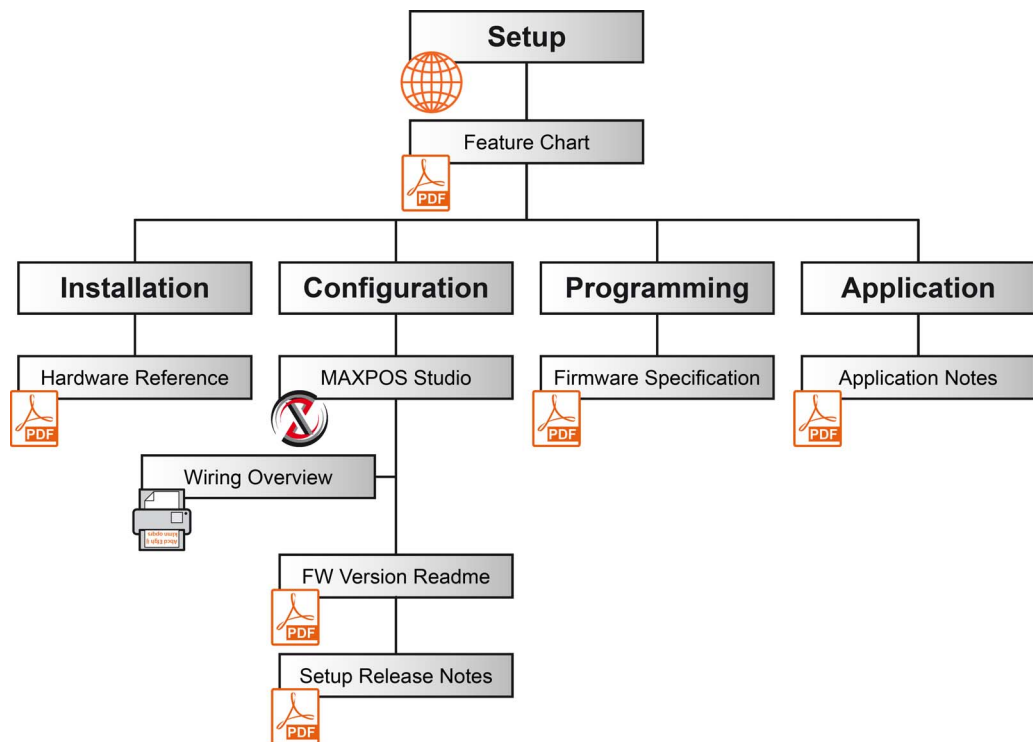 Setup
Feature Chart
PDF
Installation
Configuration
Programming
Application
Hardware Reference
PDF
MAXPOS Studio
Firmware Specification
PDF
Application Notes
PDF
Wiring Overview
FW Version Readme
PDF
Setup Release Notes
PDF